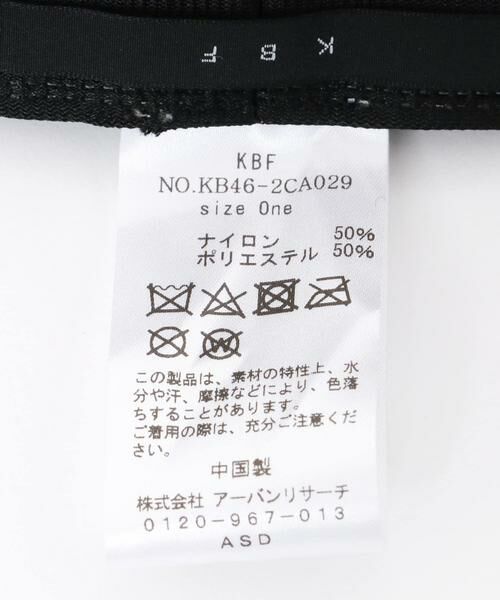 KBF
KBF
NO.KB46-2CA029
size One
ナイロン 50%
ポリエステル 50%
この製品は、素材の特性上、水
分や汗、摩擦などにより、色落
ちすることがあります。
ご着用の際は、充分ご注意くだ
さい。
中国製
株式会社 アーバンリサーチ
0120-967-013
ASD